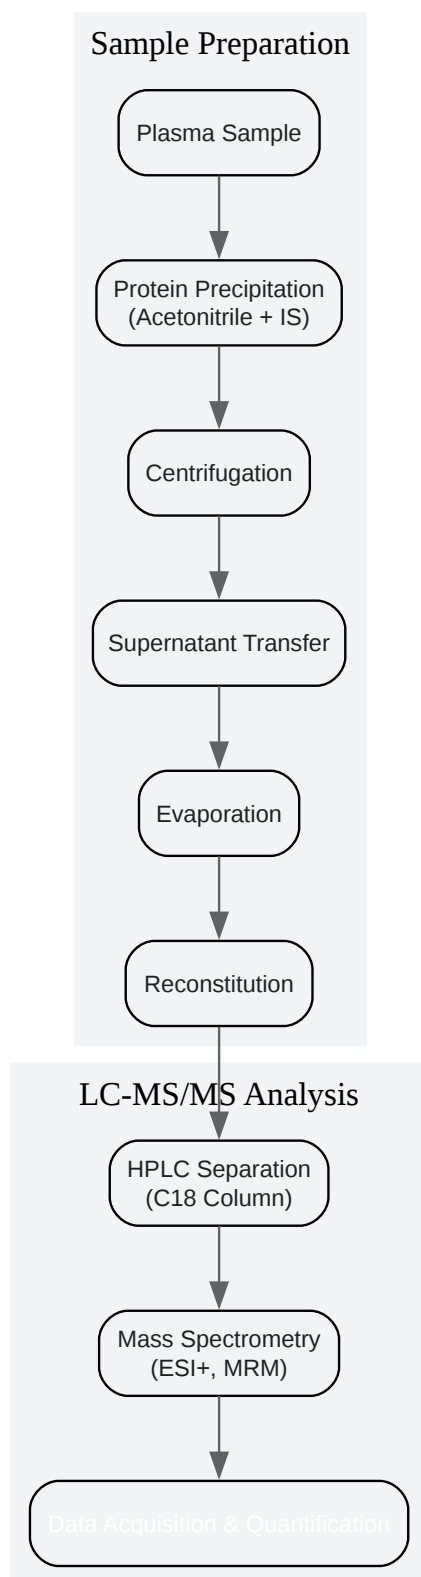 Sample Preparation
Plasma Sample
Protein Precipitation
(Acetonitrile + IS)
Centrifugation
Supernatant Transfer
Evaporation
Reconstitution
LC-MS/MS Analysis
HPLC Separation
(C18 Column)
Mass Spectrometry
(ESI+, MRM)
Data Acquisition & Quantification